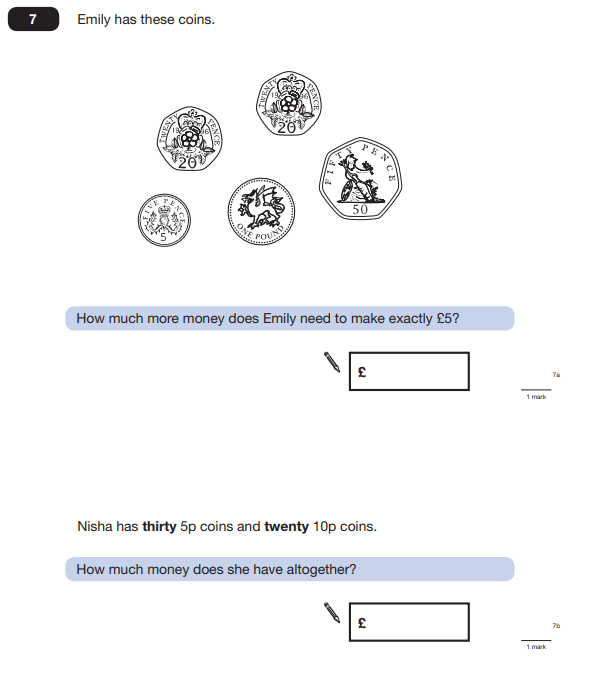 7
Emily has these coins.
TWENTY PENCE
1996
20
TWENTY PENCE
1996
20
FIFTY PENCE
50
FIVE PENCE
5
ONE POUND
How much more money does Emily need to make exactly £5?
£
7a
1 mark
Nisha has thirty 5p coins and twenty 10p coins.
How much money does she have altogether?
£
7b
1 mark